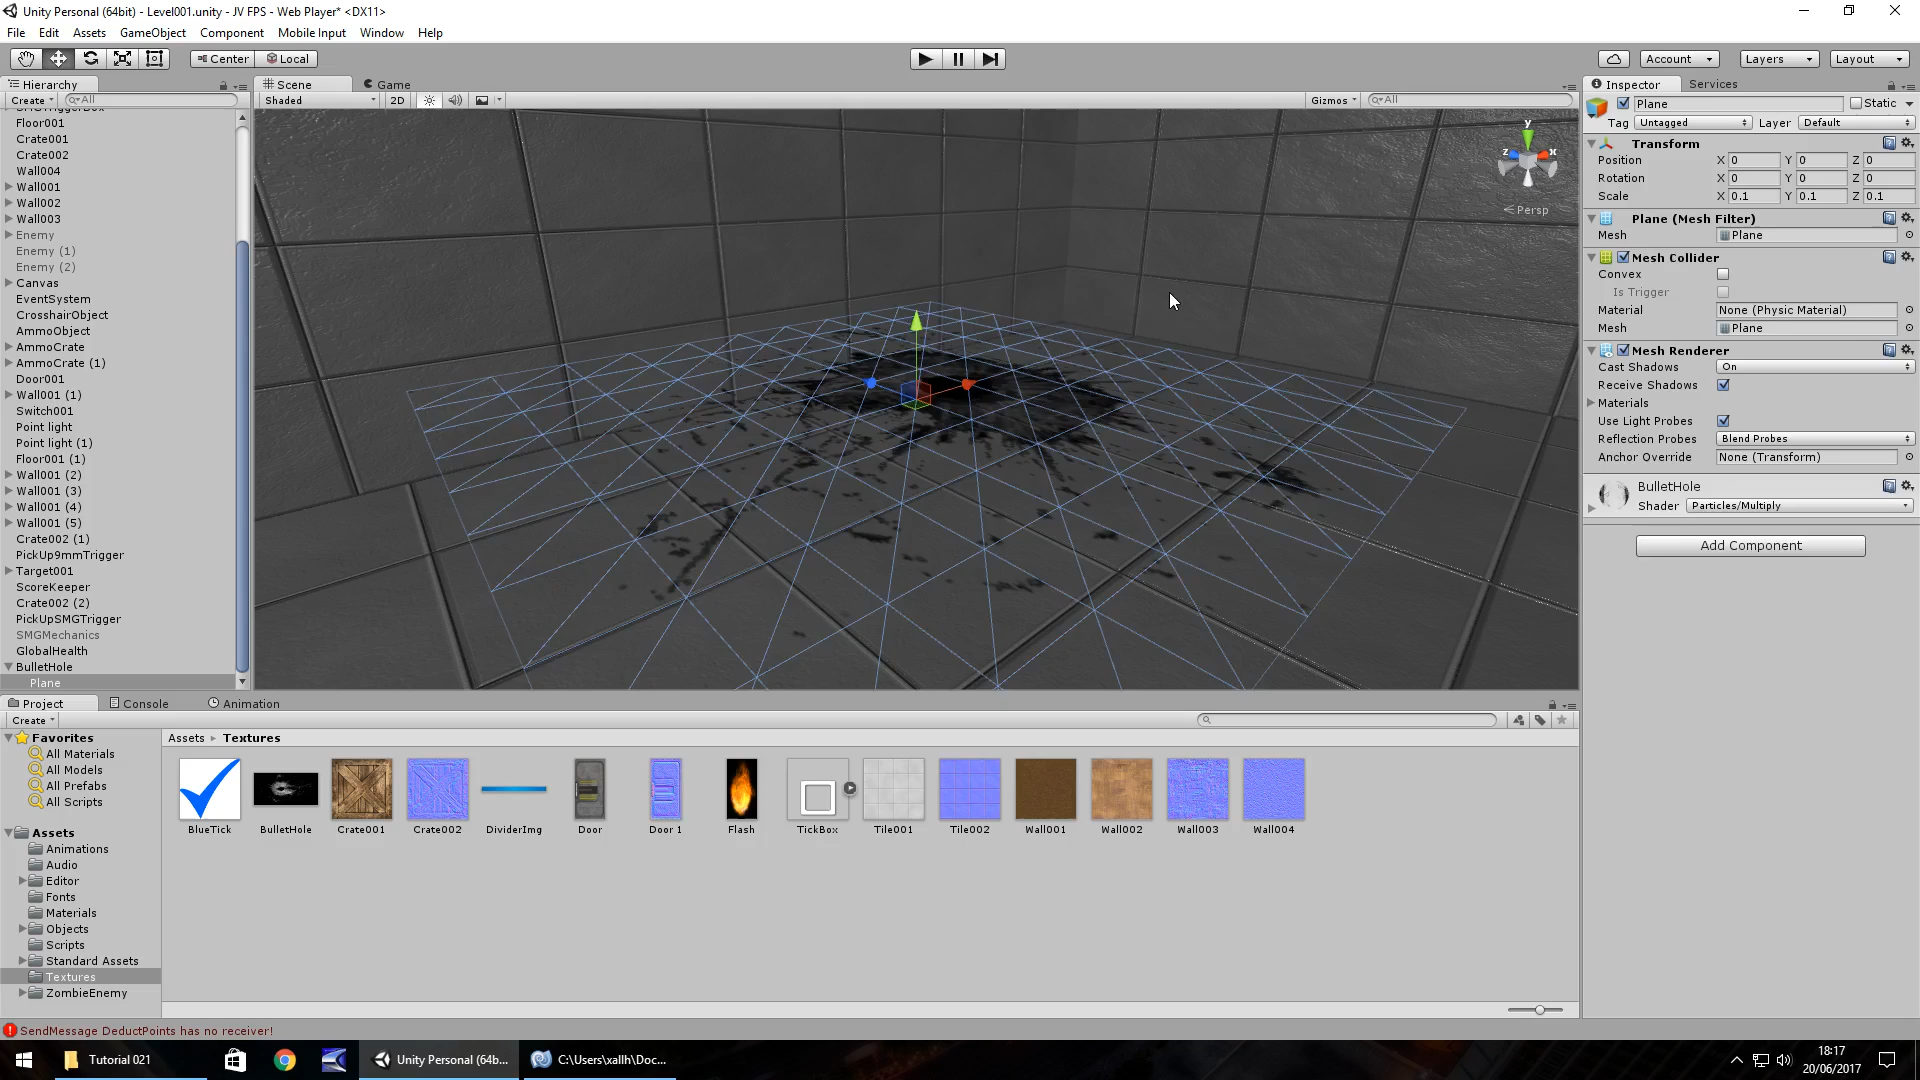 Unity Personal (64bit) - Level001.unity - JV FPS - Web Player* <DX11>
File Edit Assets GameObject Component Mobile Input Window Help
Center Local Account Layers Layout
Hierarchy
Create All
Floor001
Crate001
Crate002
Wall004
Wall001
Wall002
Wall003
Enemy
Enemy (1)
Enemy (2)
Canvas
EventSystem
CrosshairObject
AmmoObject
AmmoCrate
AmmoCrate (1)
Door001
Wall001 (1)
Switch001
Point light
Point light (1)
Floor001 (1)
Wall001 (2)
Wall001 (3)
Wall001 (4)
Wall001 (5)
Crate002 (1)
PickUp9mmTrigger
Target001
ScoreKeeper
Crate002 (2)
PickUpSMGTrigger
SMGMechanics
GlobalHealth
BulletHole
Plane
Scene Game
Shaded 2D Gizmos All
y
z x
Persp
Inspector Services
Plane Static
Tag Untagged Layer Default
Transform
Position X 0 Y 0 Z 0
Rotation X 0 Y 0 Z 0
Scale X 0.1 Y 0.1 Z 0.1
Plane (Mesh Filter)
Mesh Plane
Mesh Collider
Convex
Is Trigger
Material None (Physic Material)
Mesh Plane
Mesh Renderer
Cast Shadows On
Receive Shadows
Materials
Use Light Probes
Reflection Probes Blend Probes
Anchor Override None (Transform)
BulletHole
Shader Particles/Multiply
Add Component
Project Console Animation
Create
Favorites
All Materials
All Models
All Prefabs
All Scripts
Assets
Animations
Audio
Editor
Fonts
Materials
Objects
Scripts
Standard Assets
Textures
ZombieEnemy
Assets Textures
BlueTick BulletHole Crate001 Crate002 DividerImg Door Door 1 Flash TickBox Tile001 Tile002 Wall001 Wall002 Wall003 Wall004
SendMessage DeductPoints has no receiver!
Tutorial 021 Unity Personal (64b... C:\Users\xallh\Doc...
18:17
20/06/2017